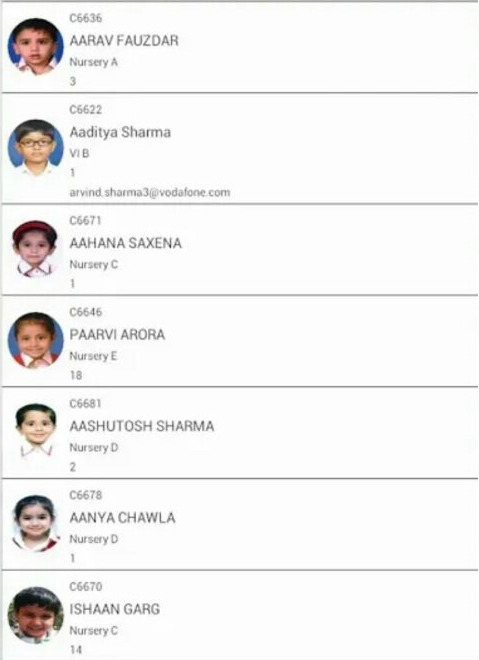 C6636
AARAV FAUZDAR
Nursery A
3
C6622
Aaditya Sharma
VI B
1
arvind.sharma3@vodafone.com
C6671
AAHANA SAXENA
Nursery C
1
C6646
PAARVI ARORA
Nursery E
18
C6681
AASHUTOSH SHARMA
Nursery D
2
C6678
AANYA CHAWLA
Nursery D
1
C6670
ISHAAN GARG
Nursery C
14